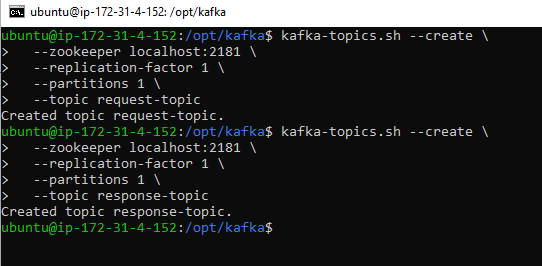 ubuntu@ip-172-31-4-152: /opt/kafka
ubuntu@ip-172-31-4-152:/opt/kafka$ kafka-topics.sh --create \
>   --zookeeper localhost:2181 \
>   --replication-factor 1 \
>   --partitions 1 \
>   --topic request-topic
Created topic request-topic.
ubuntu@ip-172-31-4-152:/opt/kafka$ kafka-topics.sh --create \
>   --zookeeper localhost:2181 \
>   --replication-factor 1 \
>   --partitions 1 \
>   --topic response-topic
Created topic response-topic.
ubuntu@ip-172-31-4-152:/opt/kafka$